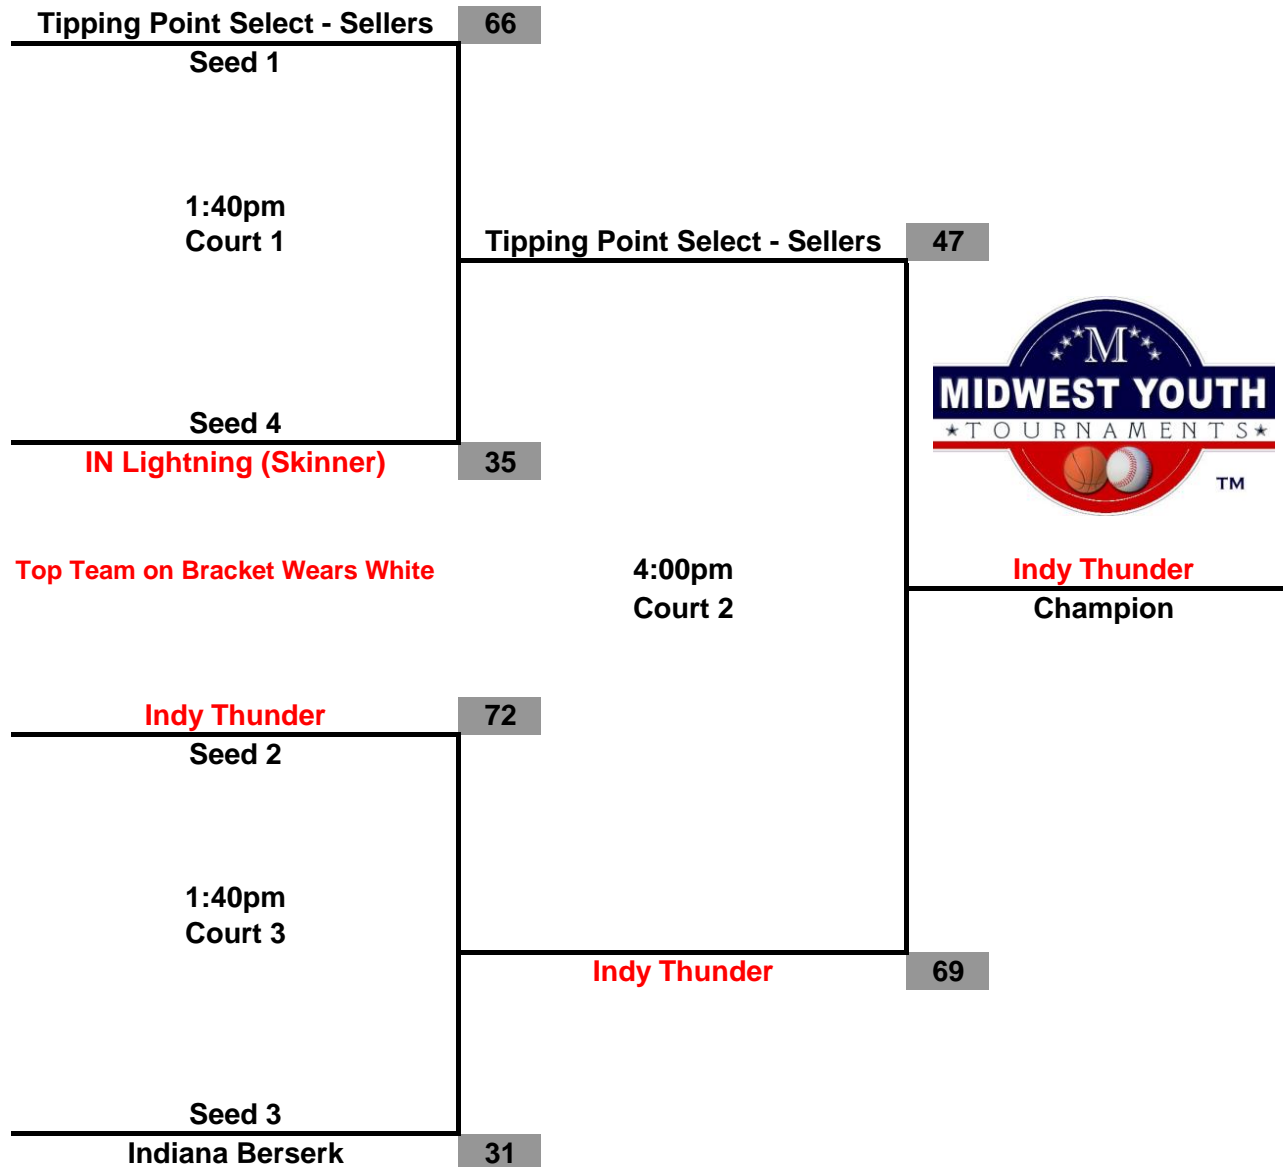 Tipping Point Select - Sellers 66
Seed 1
1:40pm
Court 1
Tipping Point Select - Sellers 47
M
MIDWEST YOUTH
TOURNAMENTS
TM
Seed 4
IN Lightning (Skinner) 35
Top Team on Bracket Wears White
4:00pm
Court 2
Indy Thunder
Champion
Indy Thunder 72
Seed 2
1:40pm
Court 3
Indy Thunder 69
Seed 3
Indiana Berserk 31